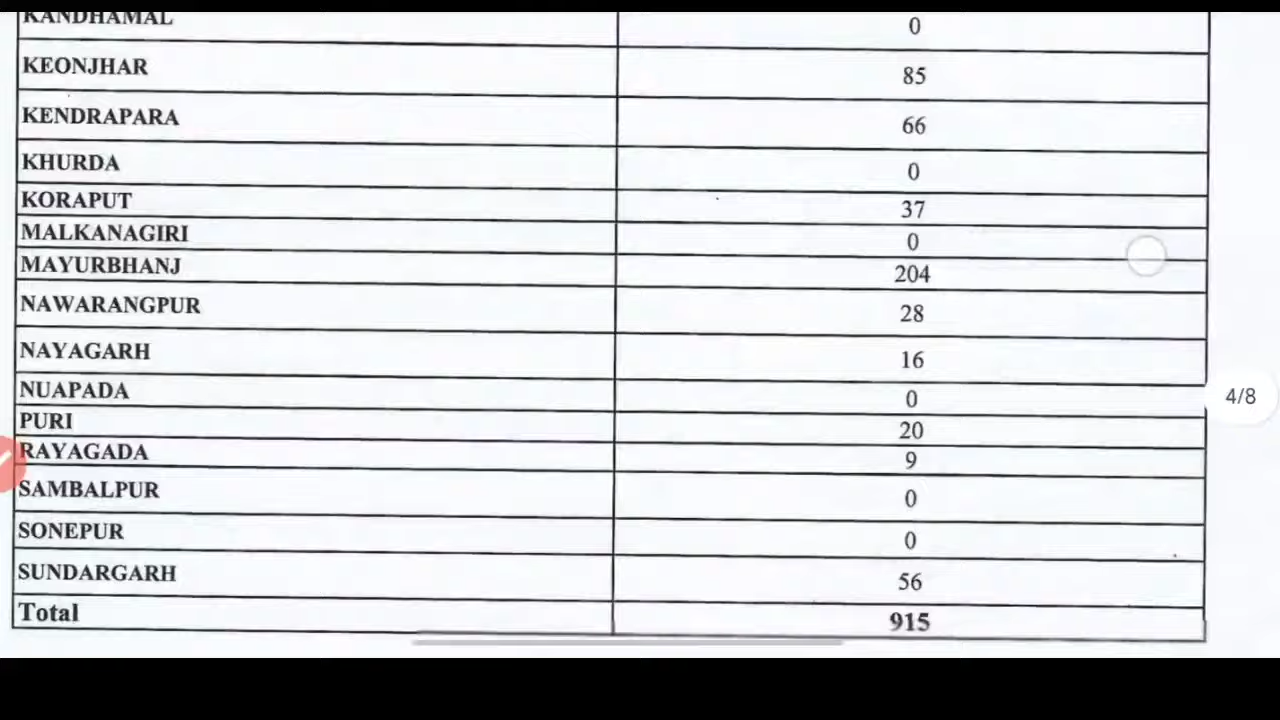 KANDHAMAL 0
KEONJHAR 85
KENDRAPARA 66
KHURDA 0
KORAPUT 37
MALKANAGIRI 0
MAYURBHANJ 204
NAWARANGPUR 28
NAYAGARH 16
NUAPADA 0
4/8
PURI 20
RAYAGADA 9
SAMBALPUR 0
SONEPUR 0
SUNDARGARH 56
Total 915